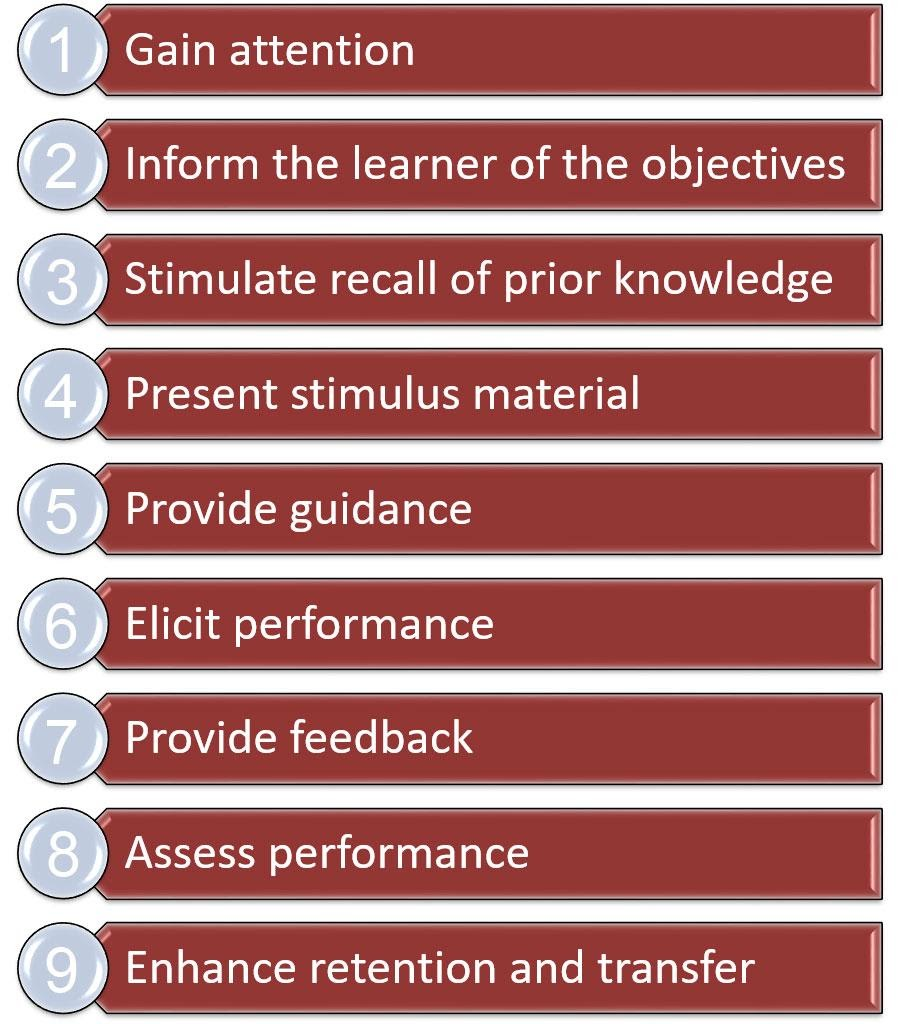 1 Gain attention
2 Inform the learner of the objectives
3 Stimulate recall of prior knowledge
4 Present stimulus material
5 Provide guidance
6 Elicit performance
7 Provide feedback
8 Assess performance
9 Enhance retention and transfer